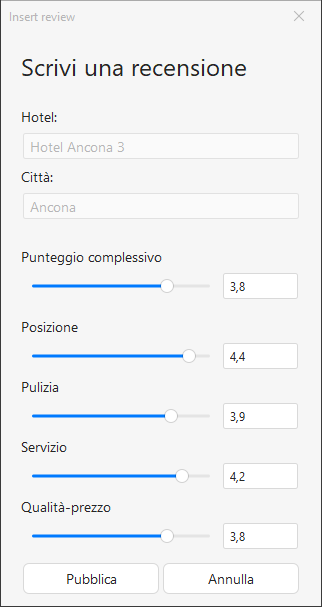 Insert review
Scrivi una recensione
Hotel:
Hotel Ancona 3
Città:
Ancona
Punteggio complessivo
3,8
Posizione
4,4
Pulizia
3,9
Servizio
4,2
Qualità-prezzo
3,8
Pubblica Annulla